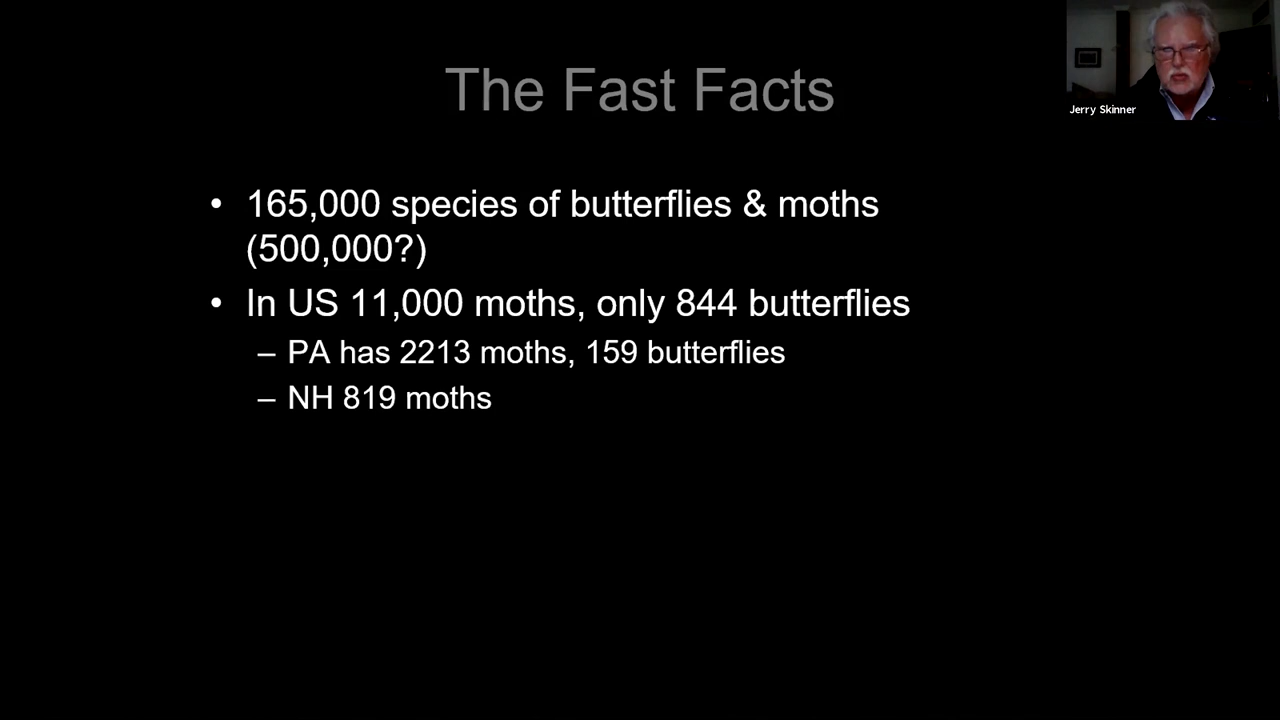 The Fast Facts
Jerry Skinner
• 165,000 species of butterflies & moths
(500,000?)
• In US 11,000 moths, only 844 butterflies
– PA has 2213 moths, 159 butterflies
– NH 819 moths